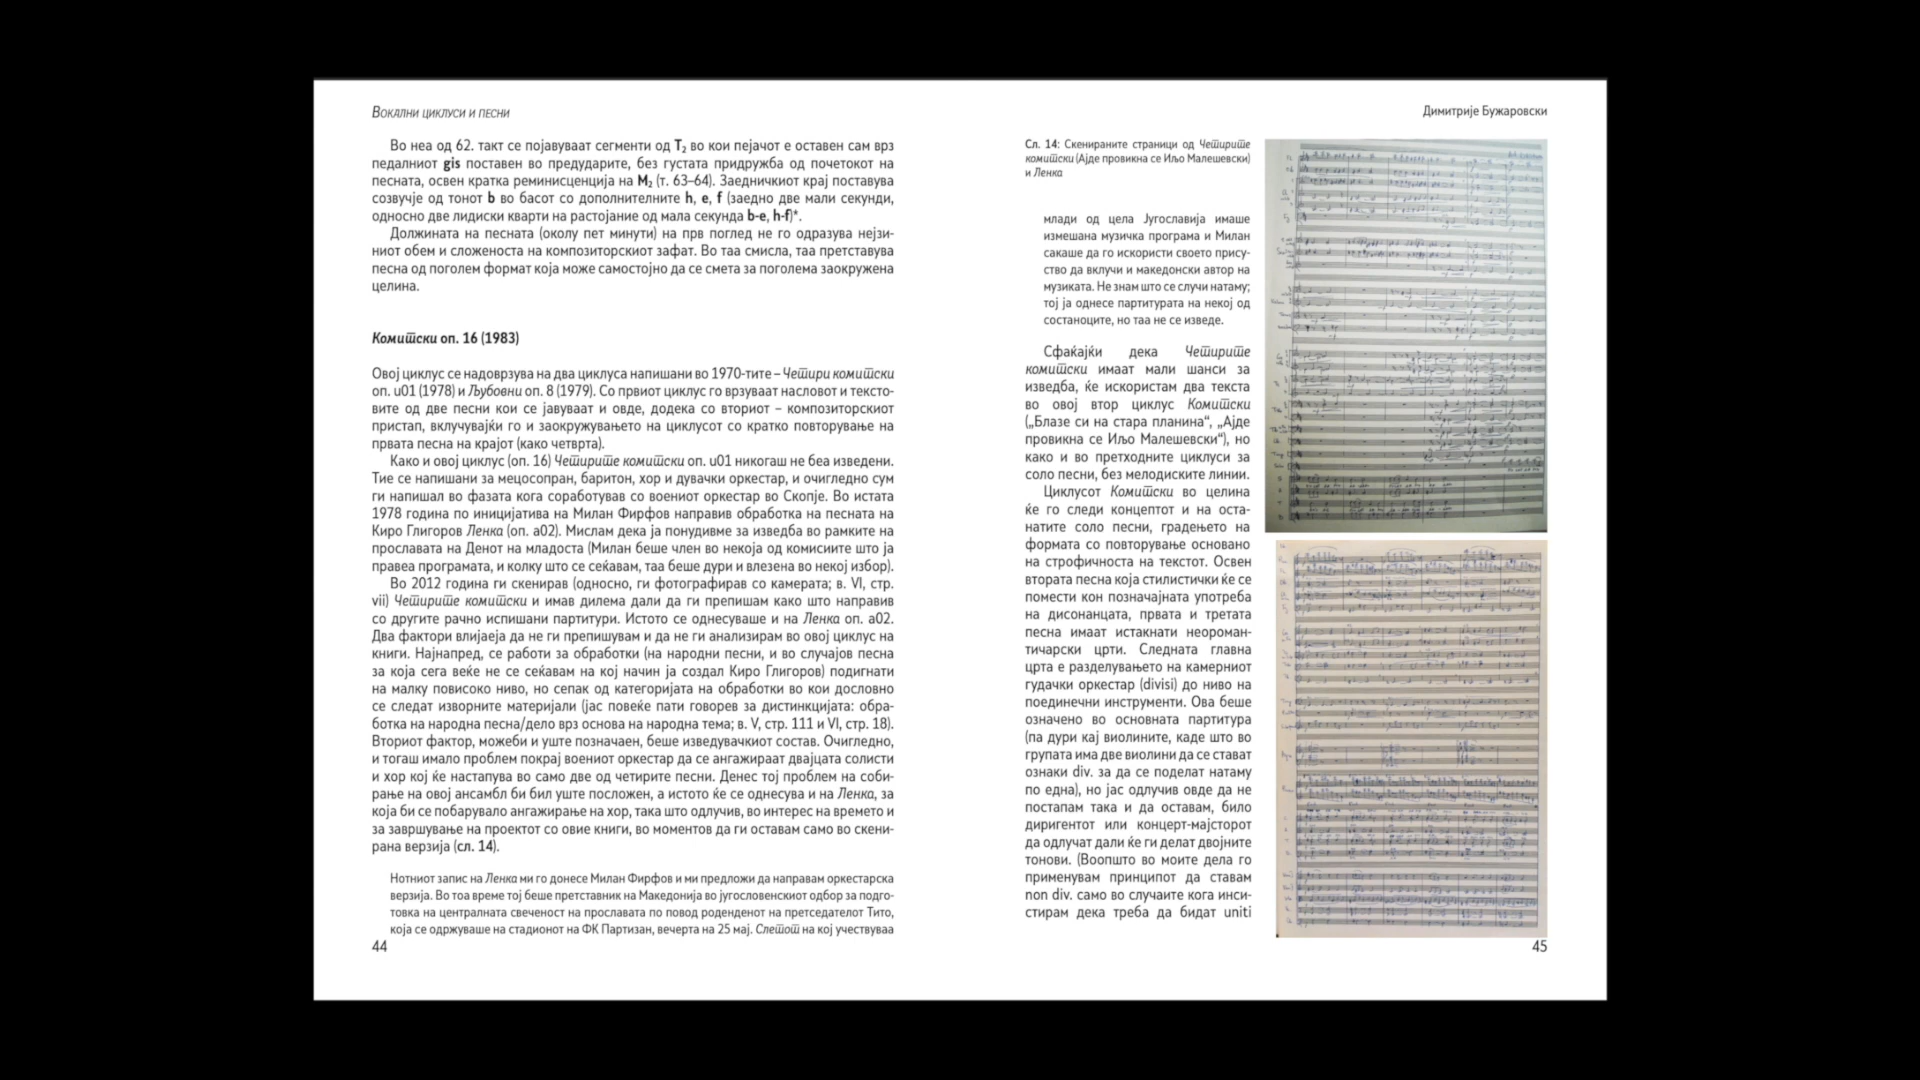 Вокални циклуси и песни
Во неа од 62. такт се појавуваат сегменти од T2 во кои пејачот е оставен сам врз
педалниот gis поставен во предударите, без густата придружба од почетокот на
песната, освен кратка реминисценција на M2 (т. 63–64). Заедничкиот крај поставува
созвучје од тонот b во басот со дополнителните h, e, f (заедно две мали секунди,
односно две лидиски кварти на растојание од мала секунда b-e, h-f)*.
Должината на песната (околу пет минути) на прв поглед не го одразува нејзи-
ниот обем и сложеноста на композиторскиот зафат. Во таа смисла, таа претставува
песна од поголем формат која може самостојно да се смета за поголема заокружена
целина.
Комитски оп. 16 (1983)
Овој циклус се надоврзува на два циклуса напишани во 1970-тите – Четири комитски
оп. u01 (1978) и Љубовни оп. 8 (1979). Со првиот циклус го врзуваат насловот и тексто-
вите од две песни кои се јавуваат и овде, додека со вториот – композиторскиот
пристап, вклучувајќи го и заокружувањето на циклусот со кратко повторување на
првата песна на крајот (како четврта).
Како и овој циклус (оп. 16) Четирите комитски оп. u01 никогаш не беа изведени.
Тие се напишани за мецосопран, баритон, хор и дувачки оркестар, и очигледно сум
ги напишал во фазата кога соработував со воениот оркестар во Скопје. Во истата
1978 година по иницијатива на Милан Фирфов направив обработка на песната на
Киро Глигоров Ленка (оп. a02). Мислам дека ја понудивме за изведба во рамките на
прославата на Денот на младоста (Милан беше член во некоја од комисиите што ја
правеа програмата, и колку што се сеќавам, таа беше дури и влезена во некој избор).
Во 2012 година ги скенирав (односно, ги фотографирав со камерата; в. VI, стр.
vii) Четирите комитски и имав дилема дали да ги препишам како што направив
со другите рачно испишани партитури. Истото се однесуваше и на Ленка оп. a02.
Два фактори влијаеја да не ги препишувам и да не ги анализирам во овој циклус на
книги. Најнапред, се работи за обработки (на народни песни, и во случајов песна
за која сега веќе не се сеќавам на кој начин ја создал Киро Глигоров) подигнати
на малку повисоко ниво, но сепак од категоријата на обработки во кои дословно
се следат изворните материјали (јас повеќе пати говорев за дистинкцијата: обра-
ботка на народна песна/дело врз основа на народна тема; в. V, стр. 111 и VI, стр. 18).
Вториот фактор, можеби и уште позначаен, беше изведувачкиот состав. Очигледно,
и тогаш имало проблем покрај воениот оркестар да се ангажираат двајцата солисти
и хор кој ќе настапува во само две од четирите песни. Денес тој проблем на соби-
рање на овој ансамбл би бил уште посложен, а истото ќе се однесува и на Ленка, за
која би се побарувало ангажирање на хор, така што одлучив, во интерес на времето и
за завршување на проектот со овие книги, во моментов да ги оставам само во скени-
рана верзија (сл. 14).
Нотниот запис на Ленка ми го донесе Милан Фирфов и ми предложи да направам оркестарска
верзија. Во тоа време тој беше претставник на Македонија во југословенскиот одбор за подго-
товка на централната свеченост на прославата по повод роденденот на претседателот Тито,
која се одржуваше на стадионот на ФК Партизан, вечерта на 25 мај. Слетот на кој учествуваа
44
Димитрије Бужаровски
Сл. 14: Скенираните страници од Четирите
комитски (Ајде провикна се Иљо Малешевски)
и Ленка
млади од цела Југославија имаше
измешана музичка програма и Милан
сакаше да го искористи своето прису-
ство да вклучи и македонски автор на
музиката. Не знам што се случи натаму;
тој ја однесе партитурата на некој од
состаноците, но таа не се изведе.
Сфаќајќи дека Четирите
комитски имаат мали шанси за
изведба, ќе искористам два текста
во овој втор циклус Комитски
(„Блазе си на стара планина“, „Ајде
провикна се Иљо Малешевски“), но
како и во претходните циклуси за
соло песни, без мелодиските линии.
Циклусот Комитски во целина
ќе го следи концептот и на оста-
натите соло песни, градењето на
формата со повторување основано
на строфичноста на текстот. Освен
втората песна која стилистички ќе се
помести кон позначајната употреба
на дисонанцата, првата и третата
песна имаат истакнати неороман-
тичарски црти. Следната главна
црта е разделувањето на камерниот
гудачки оркестар (divisi) до ниво на
поединечни инструменти. Ова беше
означено во основната партитура
(па дури кај виолините, каде што во
групата има две виолини да се стават
ознаки div. за да се поделат натаму
по една), но јас одлучив овде да не
постапам така и да оставам, било
диригентот или концерт-мајсторот
да одлучат дали ќе ги делат двојните
тонови. (Воопшто во моите дела го
применувам принципот да ставам
non div. само во случаите кога инси-
стирам дека треба да бидат uniti
45